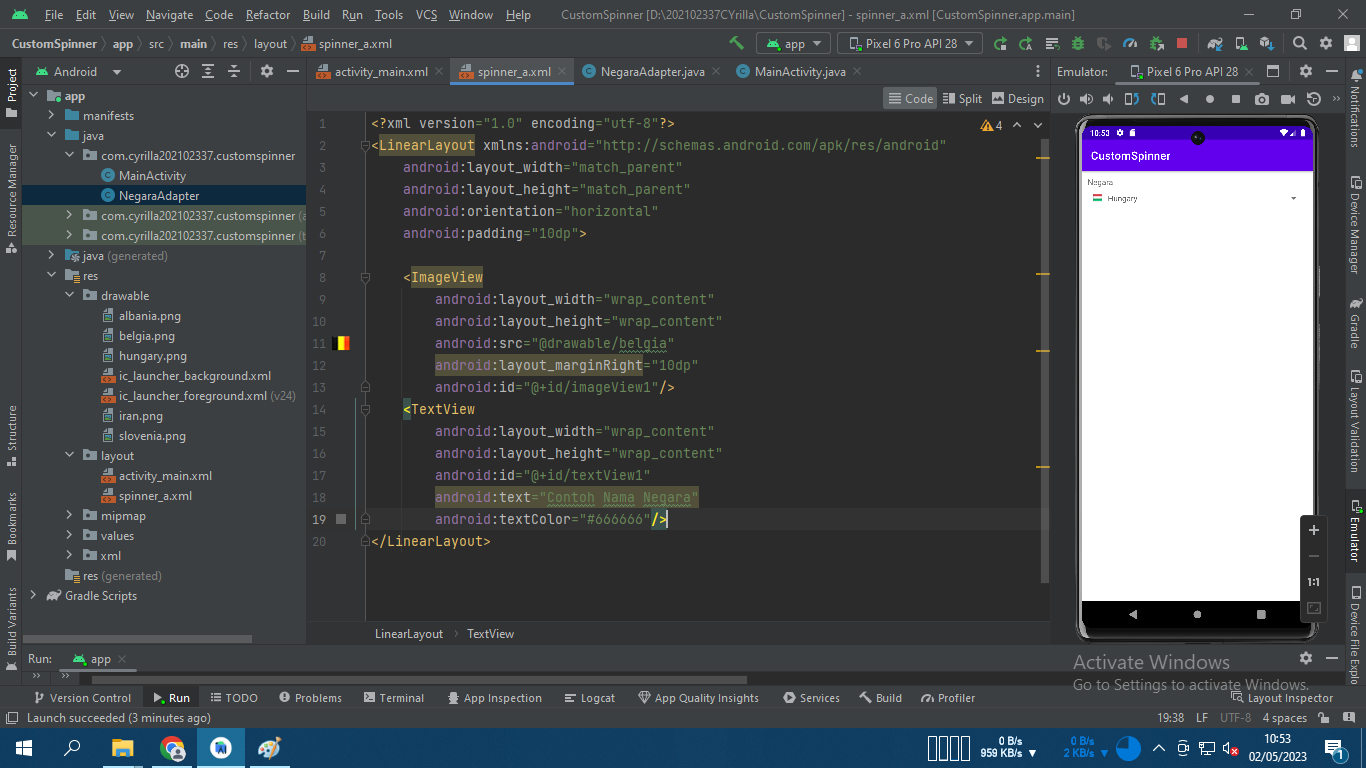 File Edit View Navigate Code Refactor Build Run Tools VCS Window Help CustomSpinner [D:\202102337CYrilla\CustomSpinner] - spinner_a.xml [CustomSpinner.app.main]
CustomSpinner app src main res layout spinner_a.xml app Pixel 6 Pro API 28
Android activity_main.xml spinner_a.xml NegaraAdapter.java MainActivity.java Emulator: Pixel 6 Pro API 28
Code Split Design
Project
Resource Manager
Structure
Bookmarks
Build Variants
app
manifests
java
com.cyrilla202102337.customspinner
MainActivity
NegaraAdapter
com.cyrilla202102337.customspinner (a
com.cyrilla202102337.customspinner (t
java (generated)
res
drawable
albania.png
belgia.png
hungary.png
ic_launcher_background.xml
ic_launcher_foreground.xml (v24)
iran.png
slovenia.png
layout
activity_main.xml
spinner_a.xml
mipmap
values
xml
res (generated)
Gradle Scripts
1 <?xml version="1.0" encoding="utf-8"?>
2 <LinearLayout xmlns:android="http://schemas.android.com/apk/res/android"
3 android:layout_width="match_parent"
4 android:layout_height="match_parent"
5 android:orientation="horizontal"
6 android:padding="10dp">
7
8 <ImageView
9 android:layout_width="wrap_content"
10 android:layout_height="wrap_content"
11 android:src="@drawable/belgia"
12 android:layout_marginRight="10dp"
13 android:id="@+id/imageView1"/>
14 <TextView
15 android:layout_width="wrap_content"
16 android:layout_height="wrap_content"
17 android:id="@+id/textView1"
18 android:text="Contoh Nama Negara"
19 android:textColor="#666666"/>
20 </LinearLayout>
4
LinearLayout TextView
10:53
CustomSpinner
Negara
Hungary
1:1
Notifications
Device Manager
Gradle
Layout Validation
Emulator
Device File Explo
Run: app
Activate Windows
Go to Settings to activate Windows.
Version Control Run TODO Problems Terminal App Inspection Logcat App Quality Insights Services Build Profiler Layout Inspector
Launch succeeded (3 minutes ago) 19:38 LF UTF-8 4 spaces
0 B/s
959 KB/s
0 B/s
2 KB/s
10:53
02/05/2023
1